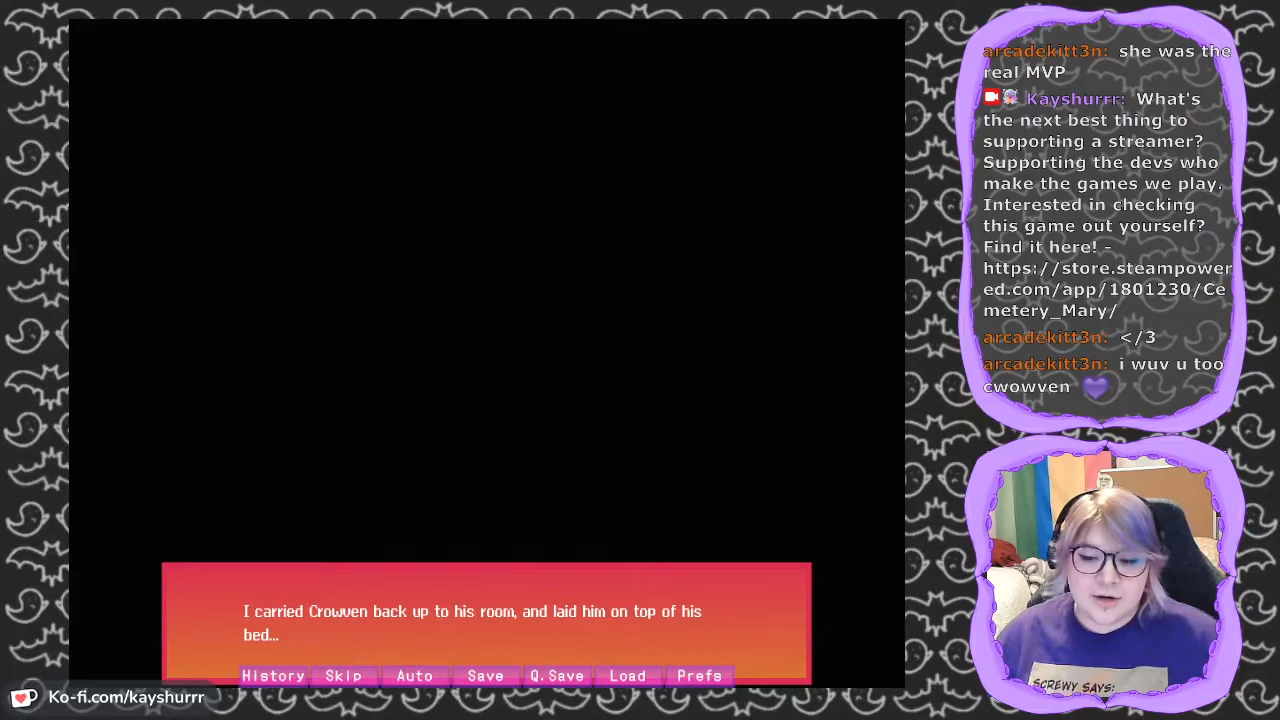 arcadekitt3n: she was the
real MVP
Kayshurrr: What's
the next best thing to
supporting a streamer?
Supporting the devs who
make the games we play.
Interested in checking
this game out yourself?
Find it here! -
https://store.steampower
ed.com/app/1801230/Ce
metery_Mary/
arcadekitt3n: </3
arcadekitt3n: i wuv u too
cwowven
I carried Crowven back up to his room, and laid him on top of his
bed...
History Skip Auto Save Q.Save Load Prefs
SCREWY SAYS:
Ko-fi.com/kayshurrr